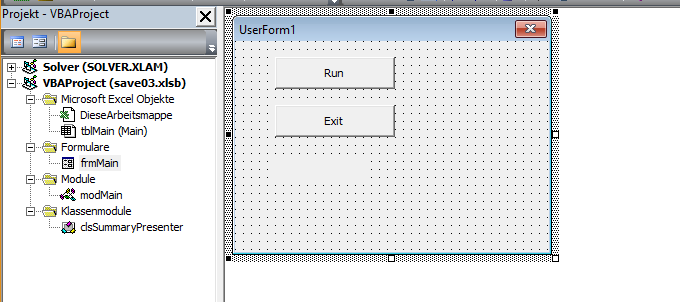 Projekt - VBAProject
Solver (SOLVER.XLAM)
VBAProject (save03.xlsb)
Microsoft Excel Objekte
DieseArbeitsmappe
tblMain (Main)
Formulare
frmMain
Module
modMain
Klassenmodule
clsSummaryPresenter
UserForm1
Run
Exit